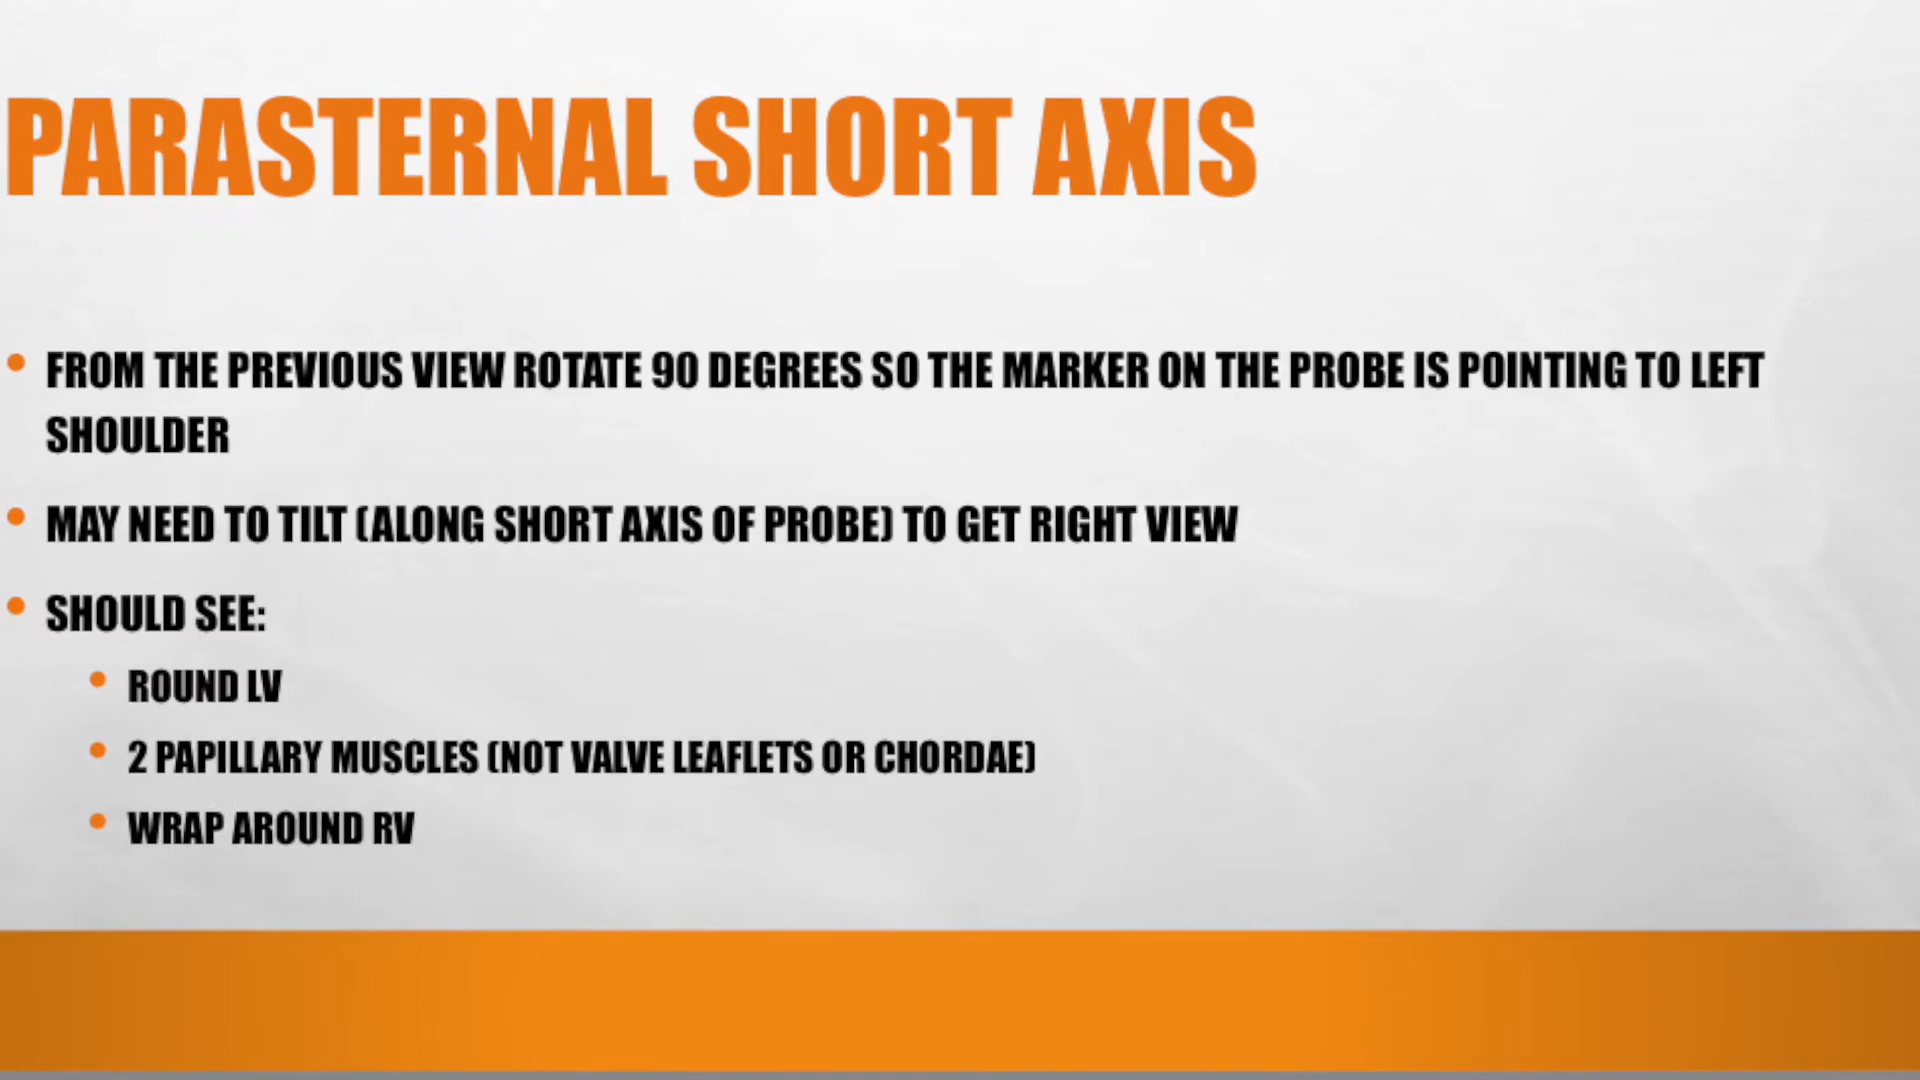 PARASTERNAL SHORT AXIS
• FROM THE PREVIOUS VIEW ROTATE 90 DEGREES SO THE MARKER ON THE PROBE IS POINTING TO LEFT
SHOULDER
• MAY NEED TO TILT (ALONG SHORT AXIS OF PROBE) TO GET RIGHT VIEW
• SHOULD SEE:
• ROUND LV
• 2 PAPILLARY MUSCLES (NOT VALVE LEAFLETS OR CHORDAE)
• WRAP AROUND RV